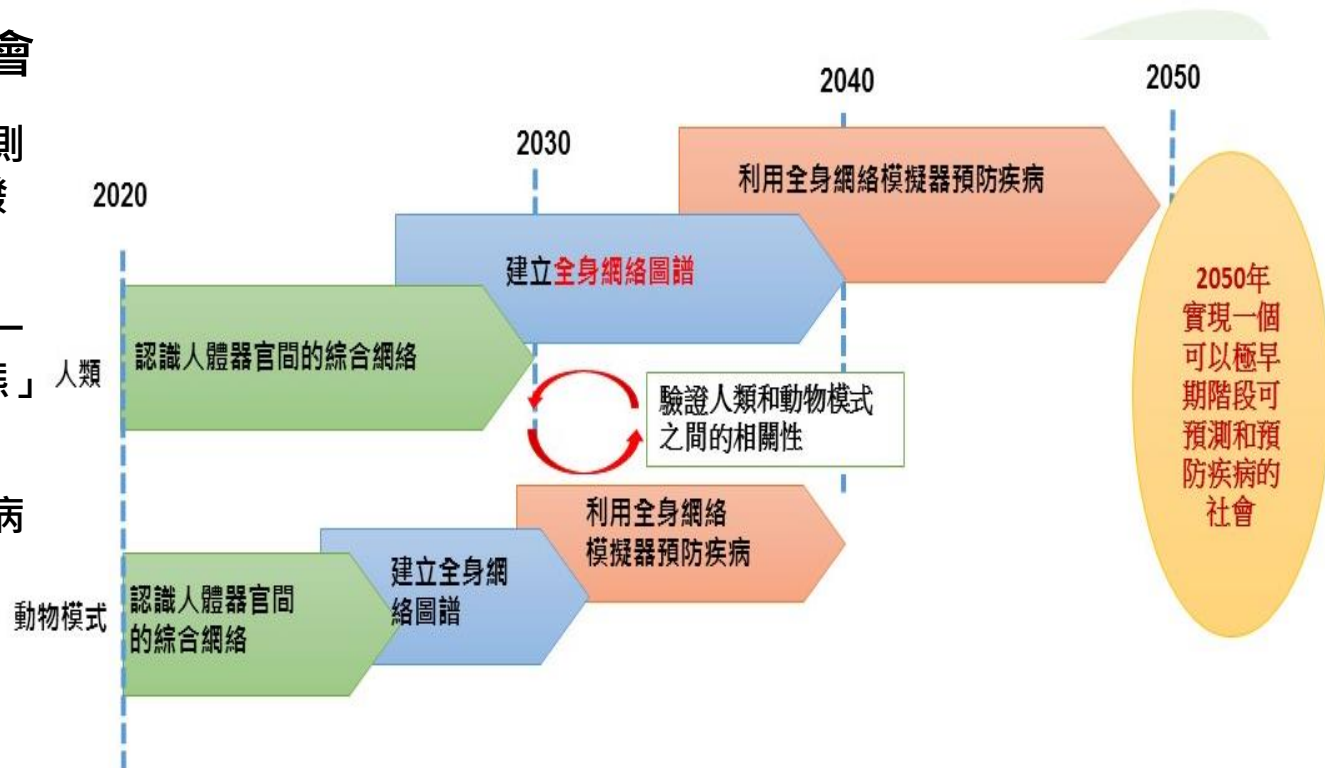 會
測
發
態」
病
2020
2030
2040
2050
利用全身網絡模擬器預防疾病
建立全身網絡圖譜
認識人體器官間的綜合網絡
人類
驗證人類和動物模式
之間的相關性
利用全身網絡
模擬器預防疾病
建立全身網
絡圖譜
認識人體器官間
的綜合網絡
動物模式
2050年
實現一個
可以極早
期階段可
預測和預
防疾病的
社會